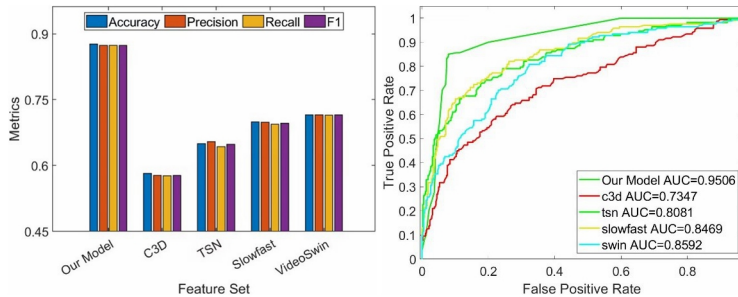 Accuracy Precision Recall F1
0.9
0.75
0.6
0.45
Metrics
Our Model
C3D
TSN
Slowfast
VideoSwin
Feature Set
1
0.9
0.8
0.7
0.6
0.5
0.4
0.3
0.2
0.1
0
True Positive Rate
Our Model AUC=0.9506
c3d AUC=0.7347
tsn AUC=0.8081
slowfast AUC=0.8469
swin AUC=0.8592
0 0.2 0.4 0.6 0.8
False Positive Rate